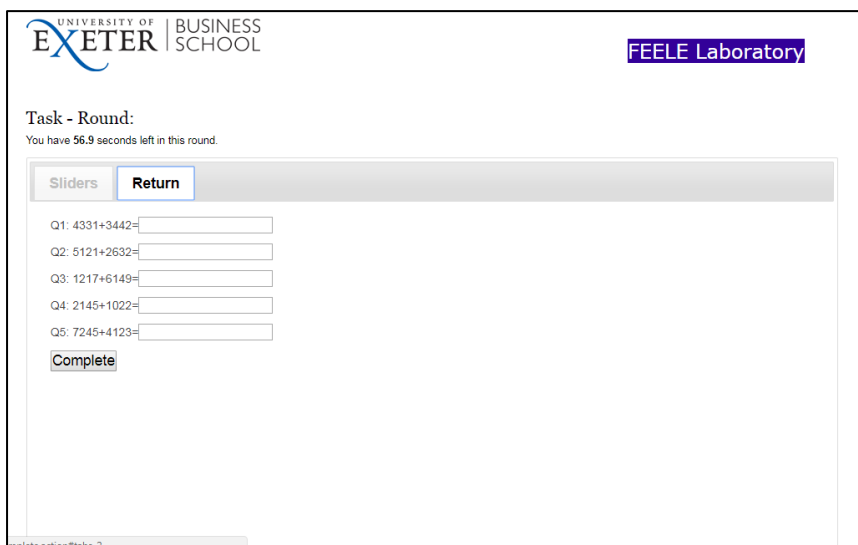 UNIVERSITY OF
EXETER
BUSINESS
SCHOOL
FEELE Laboratory
Task - Round:
You have 56.9 seconds left in this round.
Sliders Return
Q1: 4331+3442=
Q2: 5121+2632=
Q3: 1217+6149=
Q4: 2145+1022=
Q5: 7245+4123=
Complete